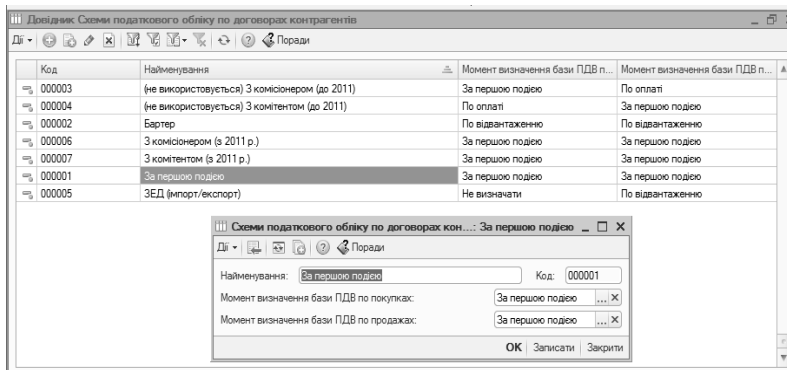 Довідник Схеми податкового обліку по договорах контрагентів
Дії Поради
Код Найменування Момент визначення бази ПДВ п... Момент визначення бази ПДВ п...
000003 (не використовується) З комісіонером (до 2011) За першою подією По оплаті
000004 (не використовується) З комітентом (до 2011) По оплаті За першою подією
000002 Бартер По відвантаженню По відвантаженню
000006 З комісіонером (з 2011 р.) За першою подією За першою подією
000007 З комітентом (з 2011 р.) За першою подією За першою подією
000001 За першою подією За першою подією За першою подією
000005 ЗЕД (імпорт/експорт) Не визначати По відвантаженню
Схеми податкового обліку по договорах кон...: За першою подією
Дії Поради
Найменування: За першою подією Код: 000001
Момент визначення бази ПДВ по покупках: За першою подією ...
Момент визначення бази ПДВ по продажах: За першою подією ...
OK Записати Закрити